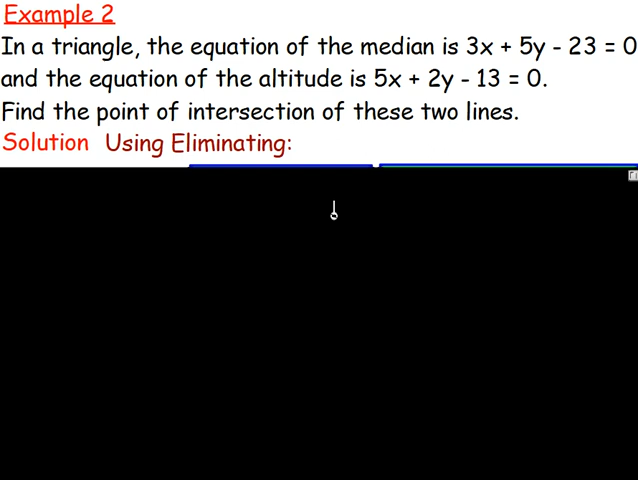 Example 2
In a triangle, the equation of the median is 3x + 5y - 23 = 0
and the equation of the altitude is 5x + 2y - 13 = 0.
Find the point of intersection of these two lines.
Solution Using Eliminating: